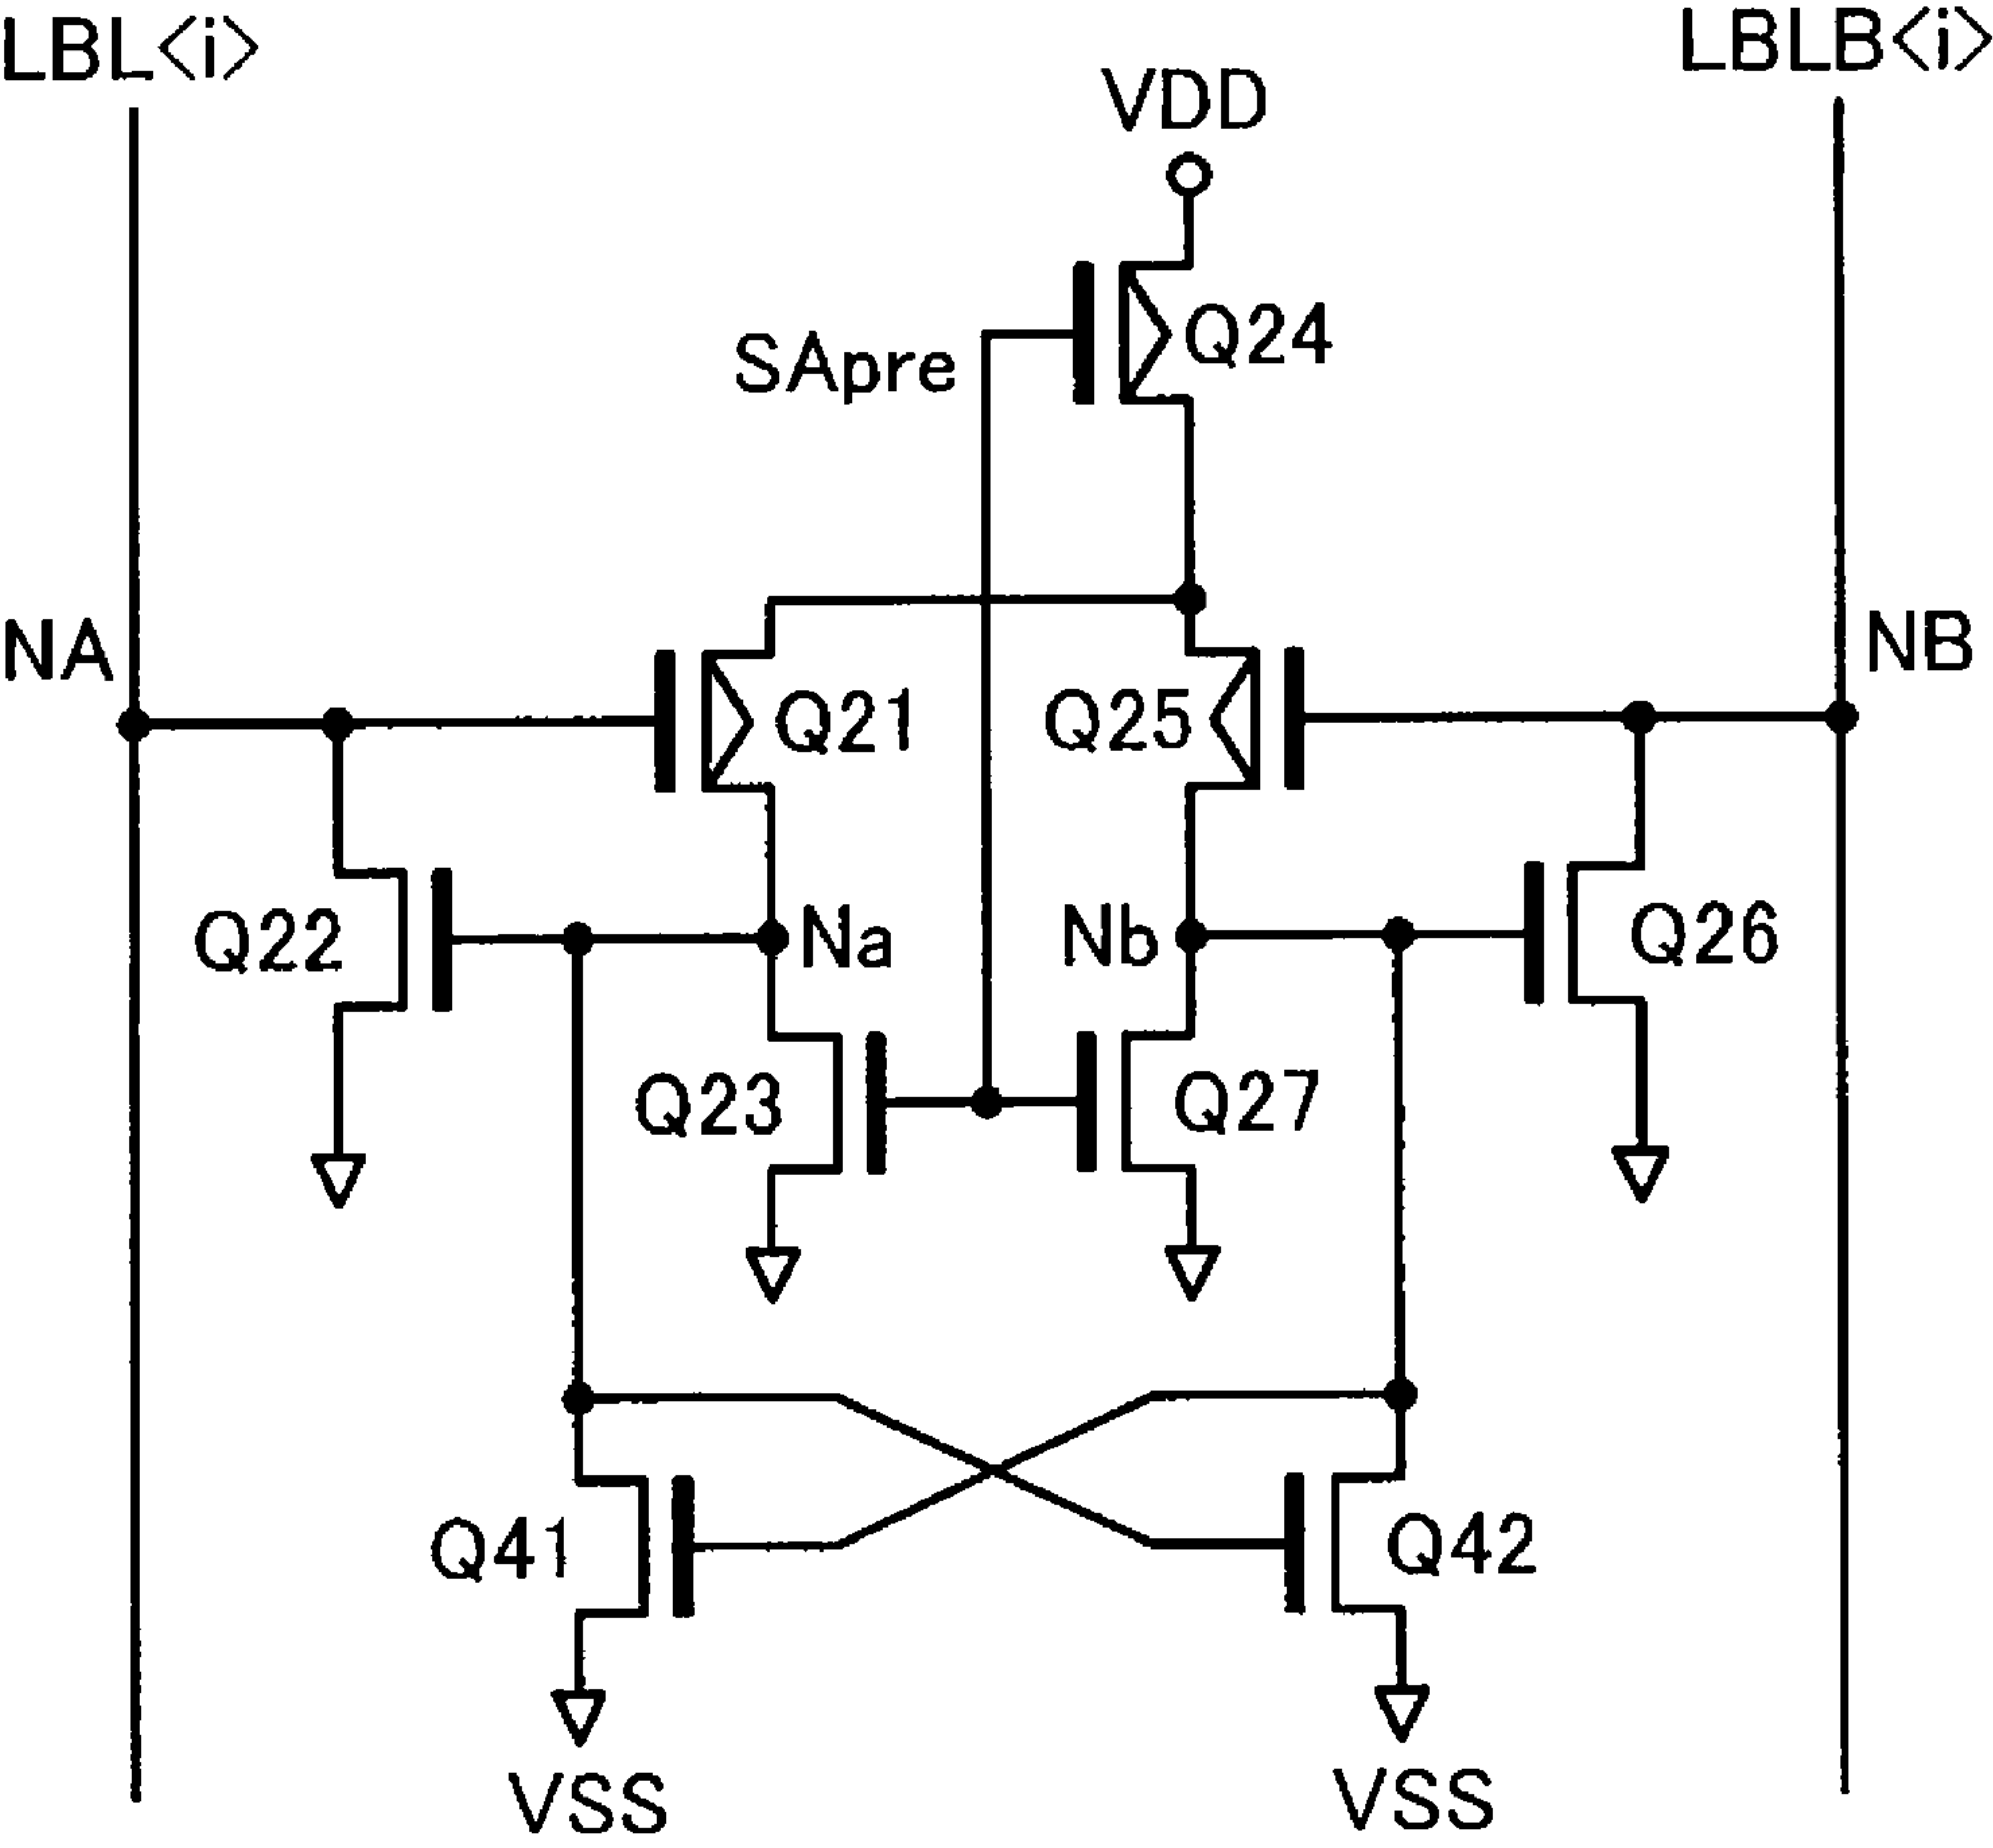 LBL<i>
LBLB<i>
VDD
SApre
Q24
NA
NB
Q21
Q25
Q22
Na
Nb
Q26
Q23
Q27
Q41
Q42
VSS
VSS